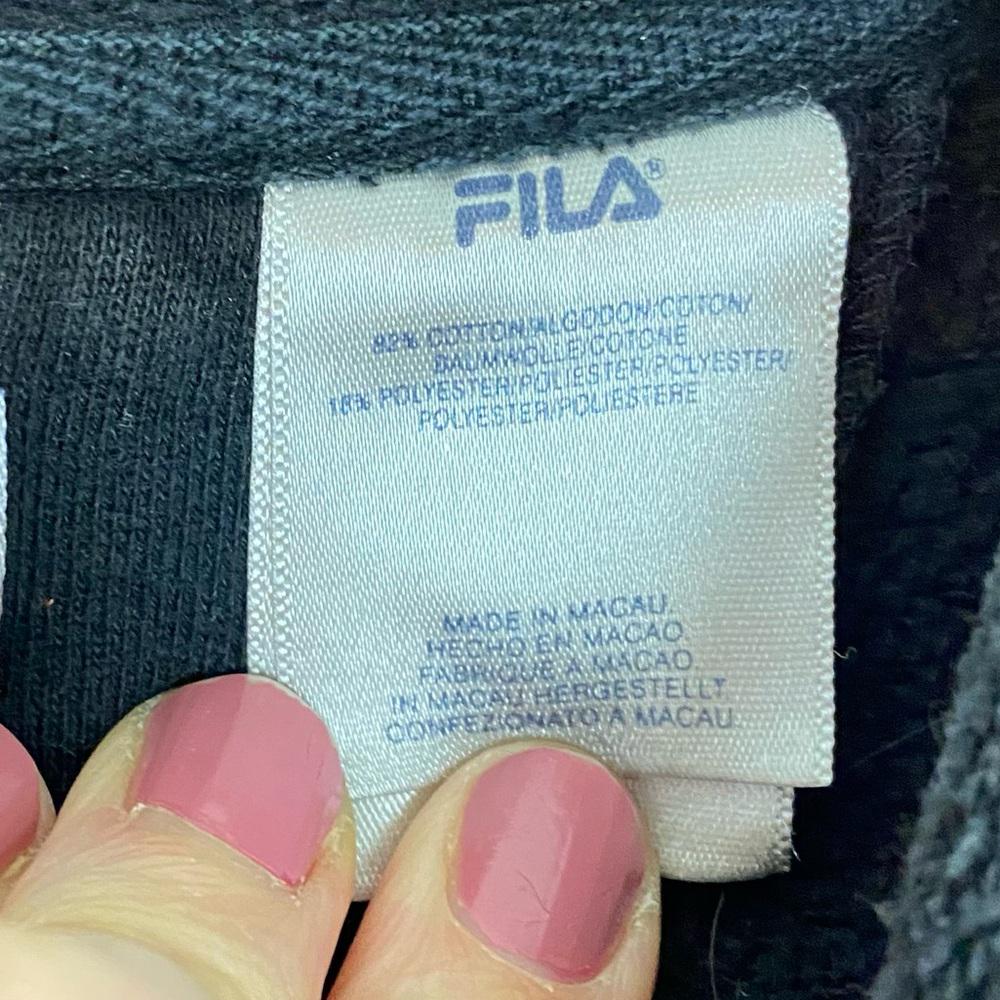 FILA®
82% COTTON/ALGODON/COTON/
BAUMWOLLE/COTONE
18% POLYESTER/POLIESTER/POLYESTER/
POLYESTER/POLIESTERE
MADE IN MACAU.
HECHO EN MACAO.
FABRIQUE A MACAO.
IN MACAU HERGESTELLT
CONFEZIONATO A MACAU.